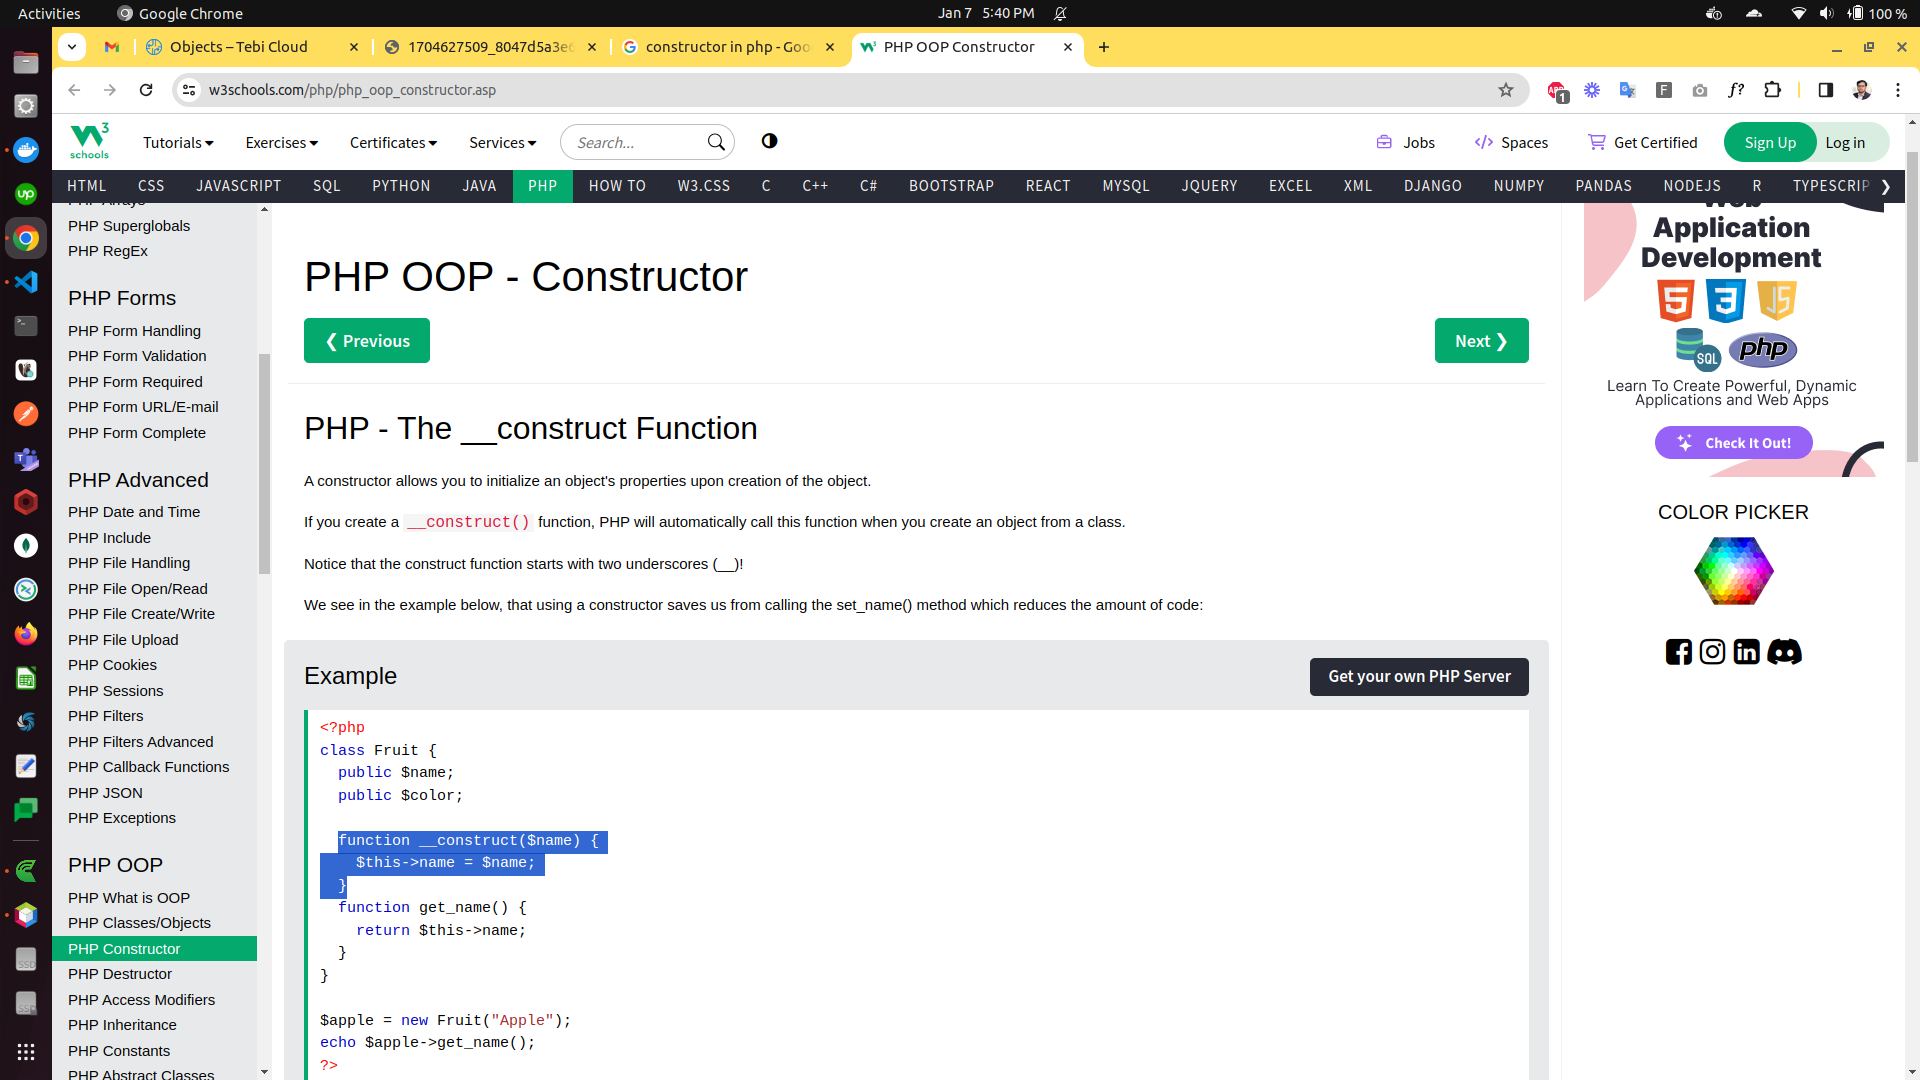 Activities
Google Chrome
Jan 7 5:40 PM
100 %
Objects – Tebi Cloud
1704627509_8047d5a3e
constructor in php - Goo
PHP OOP Constructor
w3schools.com/php/php_oop_constructor.asp
1
F
f?
W3
schools
Tutorials
Exercises
Certificates
Services
Search...
Jobs
Spaces
Get Certified
Sign Up
Log in
HTML
CSS
JAVASCRIPT
SQL
PYTHON
JAVA
PHP
HOW TO
W3.CSS
C
C++
C#
BOOTSTRAP
REACT
MYSQL
JQUERY
EXCEL
XML
DJANGO
NUMPY
PANDAS
NODEJS
R
TYPESCRIP
PHP Arrays
PHP Superglobals
PHP RegEx
PHP Forms
PHP Form Handling
PHP Form Validation
PHP Form Required
PHP Form URL/E-mail
PHP Form Complete
PHP Advanced
PHP Date and Time
PHP Include
PHP File Handling
PHP File Open/Read
PHP File Create/Write
PHP File Upload
PHP Cookies
PHP Sessions
PHP Filters
PHP Filters Advanced
PHP Callback Functions
PHP JSON
PHP Exceptions
PHP OOP
PHP What is OOP
PHP Classes/Objects
PHP Constructor
PHP Destructor
PHP Access Modifiers
PHP Inheritance
PHP Constants
PHP Abstract Classes
PHP OOP - Constructor
❮ Previous
Next ❯
PHP - The __construct Function
A constructor allows you to initialize an object's properties upon creation of the object.
If you create a __construct() function, PHP will automatically call this function when you create an object from a class.
Notice that the construct function starts with two underscores (__)!
We see in the example below, that using a constructor saves us from calling the set_name() method which reduces the amount of code:
Example
Get your own PHP Server
<?php
class Fruit {
  public $name;
  public $color;
  function __construct($name) {
    $this->name = $name;
  }
  function get_name() {
    return $this->name;
  }
}
$apple = new Fruit("Apple");
echo $apple->get_name();
?>
Web
Application
Development
5
3
JS
SQL
php
Learn To Create Powerful, Dynamic
Applications and Web Apps
Check It Out!
COLOR PICKER